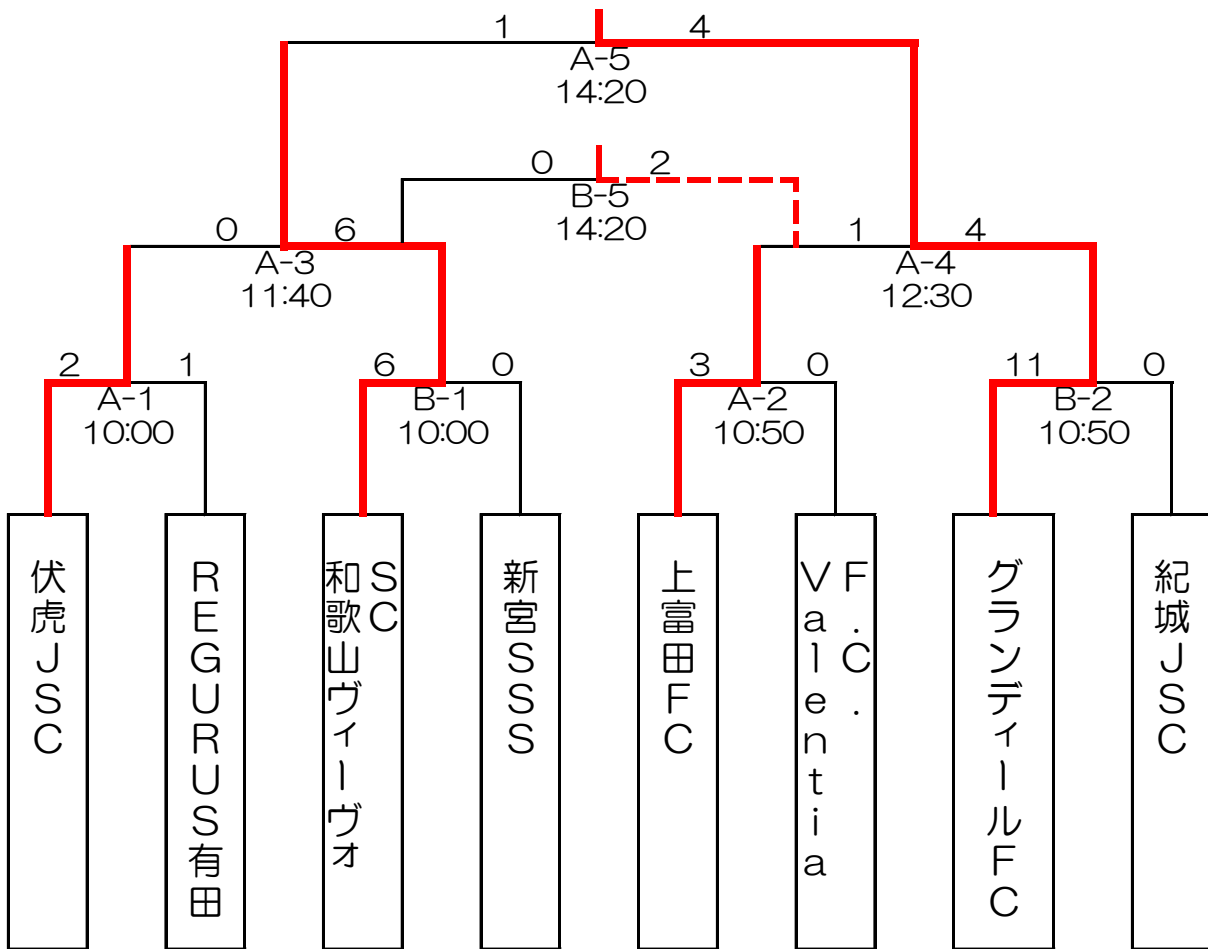 1 4
A-5
14:20
0 2
B-5
14:20
0 6
A-3
11:40
1 4
A-4
12:30
2 1
A-1
10:00
6 0
B-1
10:00
3 0
A-2
10:50
11 0
B-2
10:50
伏虎JSC
REGURUS有田
SC
和歌山ヴィーヴォ
新宮SSS
上富田FC
F.C.
Valentia
グランディールFC
紀城JSC